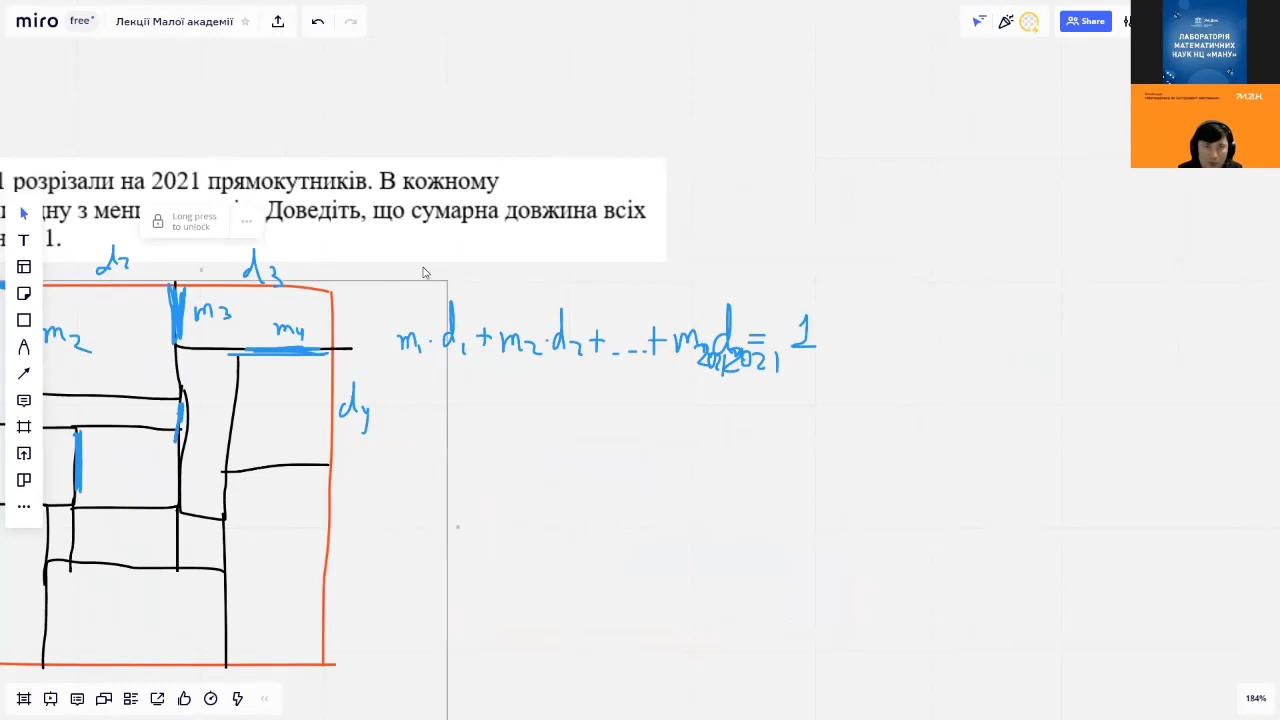 miro free Лекції Малої академії Share
ЛАБОРАТОРІЯ
МАТЕМАТИЧНИХ
НАУК НЦ «МАНУ»
1 розрізали на 2021 прямокутників. В кожному
дну з мен Доведіть, що сумарна довжина всіх
1.
Long press
to unlock
d2 d3
m2 m3
m4
d4
m1·d1+m2·d2+...+m2021d2021=1
184%